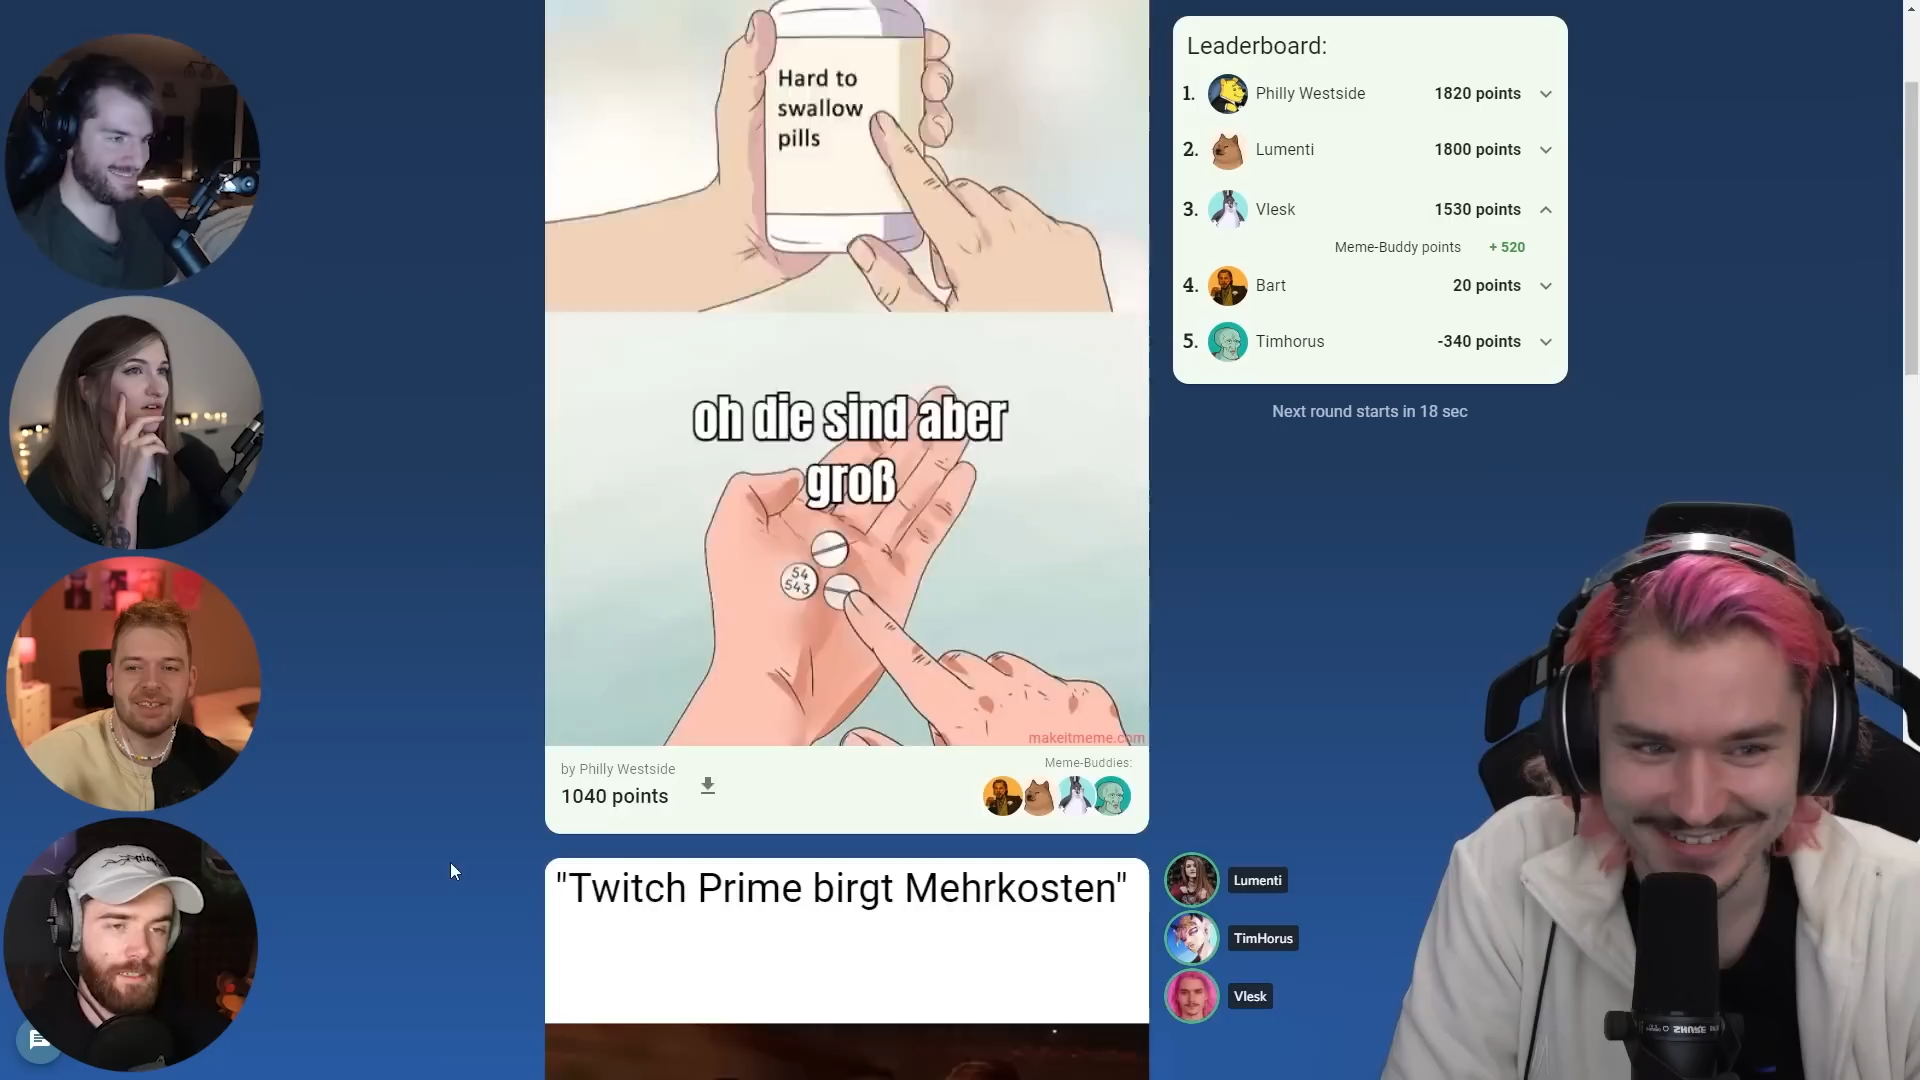 Hard to
swallow
pills
oh die sind aber
groß
54
543
makeitmeme.com
by Philly Westside
1040 points
Meme-Buddies:
"Twitch Prime birgt Mehrkosten"
Leaderboard:
1. Philly Westside 1820 points
2. Lumenti 1800 points
3. Vlesk 1530 points
Meme-Buddy points + 520
4. Bart 20 points
5. Timhorus -340 points
Next round starts in 18 sec
Lumenti
TimHorus
Vlesk